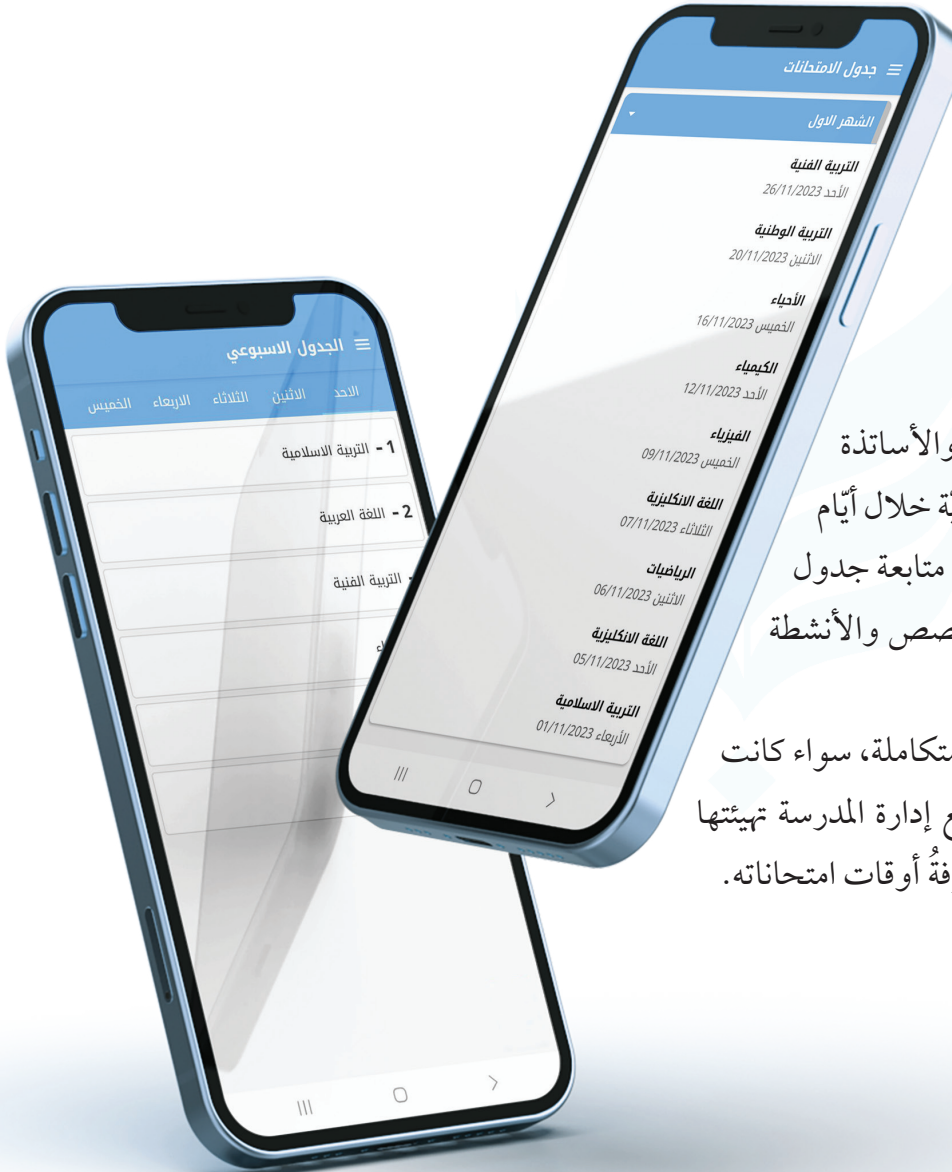 جدول الامتحانات
الشهر الاول
التربية الفنية
الأحد 26/11/2023
التربية الوطنية
الاثنين 20/11/2023
الأحياء
الخميس 16/11/2023
الكيمياء
الأحد 12/11/2023
الفيزياء
الخميس 09/11/2023
اللغة الانكليزية
الثلاثاء 07/11/2023
الرياضيات
الاثنين 06/11/2023
اللغة الانكليزية
الأحد 05/11/2023
التربية الاسلامية
الأربعاء 01/11/2023
الجدول الاسبوعي
الاحد الاثنين الثلاثاء الاربعاء الخميس
1 - التربية الاسلامية
2 - اللغة العربية
التربية الفنية
والأساتذة
خلال أيّام
متابعة جدول
والأنشطة
سواء كانت
إدارة المدرسة تهيئتها
أوقات امتحاناته.